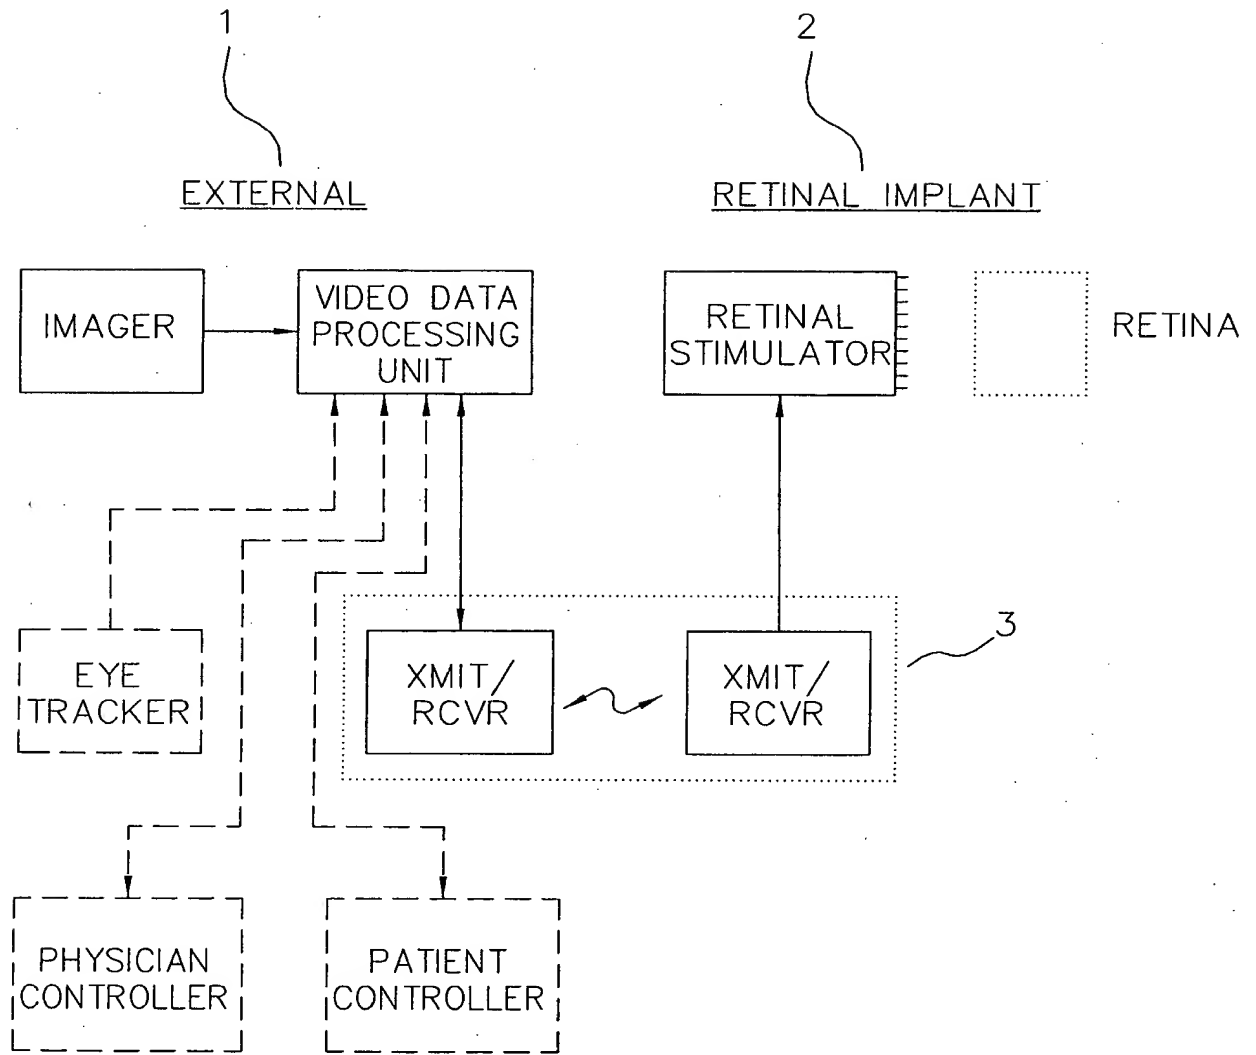 1
2
EXTERNAL
RETINAL IMPLANT
IMAGER
VIDEO DATA
PROCESSING
UNIT
RETINAL
STIMULATOR
RETINA
3
EYE
TRACKER
XMIT/
RCVR
XMIT/
RCVR
PHYSICIAN
CONTROLLER
PATIENT
CONTROLLER